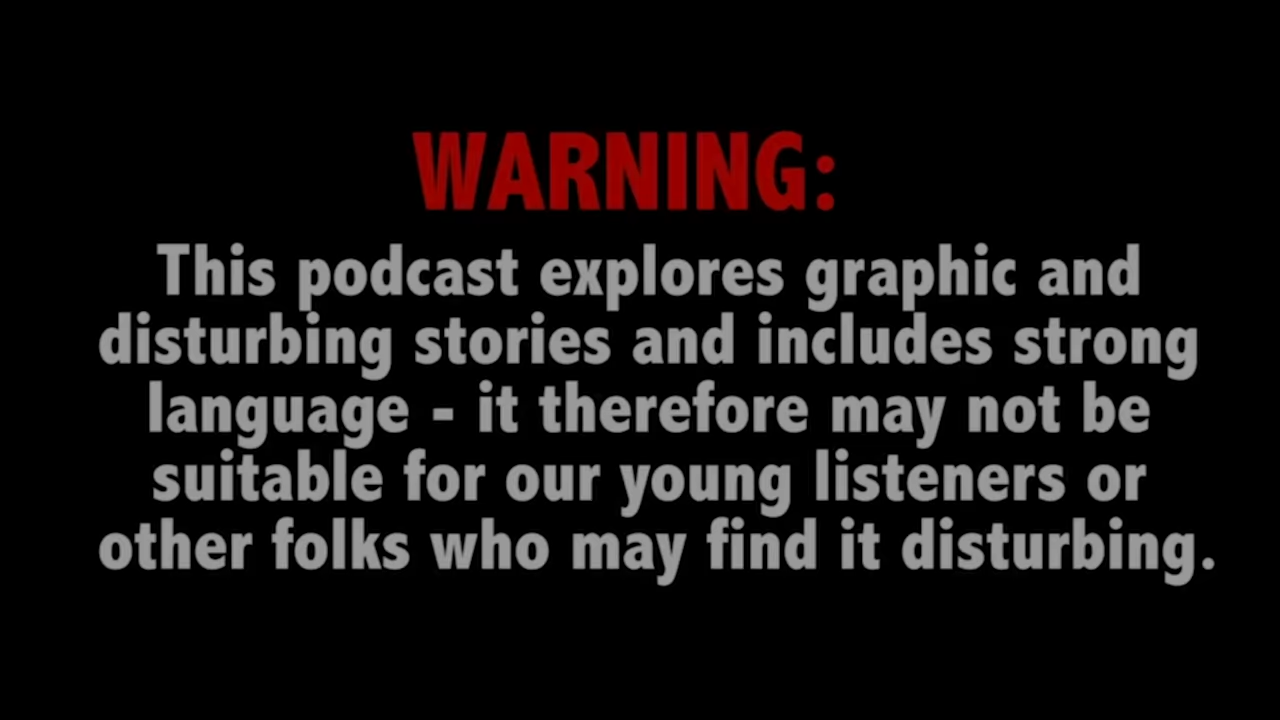 WARNING:
This podcast explores graphic and
disturbing stories and includes strong
language - it therefore may not be
suitable for our young listeners or
other folks who may find it disturbing.